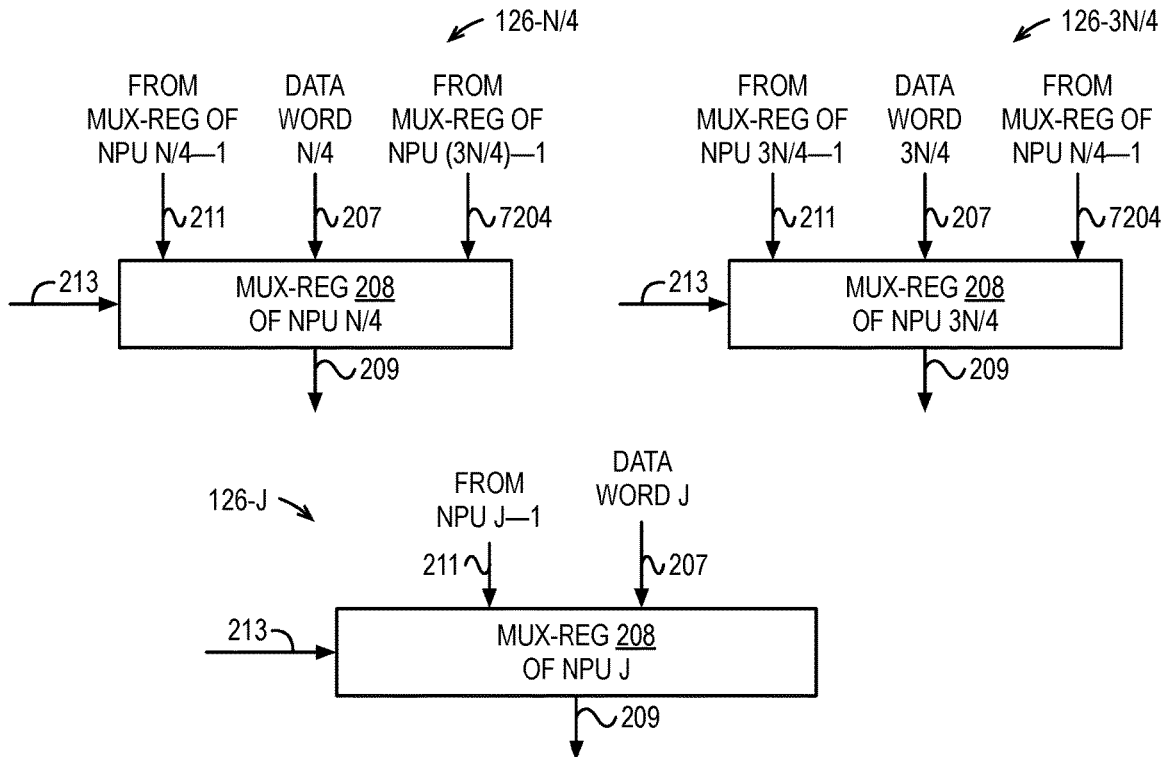 126-N/4
FROM
MUX-REG OF
NPU N/4—1
DATA
WORD
N/4
FROM
MUX-REG OF
NPU (3N/4)—1
211
207
7204
213
MUX-REG 208
OF NPU N/4
209
126-3N/4
FROM
MUX-REG OF
NPU 3N/4—1
DATA
WORD
3N/4
FROM
MUX-REG OF
NPU N/4—1
211
207
7204
213
MUX-REG 208
OF NPU 3N/4
209
126-J
FROM
NPU J—1
DATA
WORD J
211
207
213
MUX-REG 208
OF NPU J
209